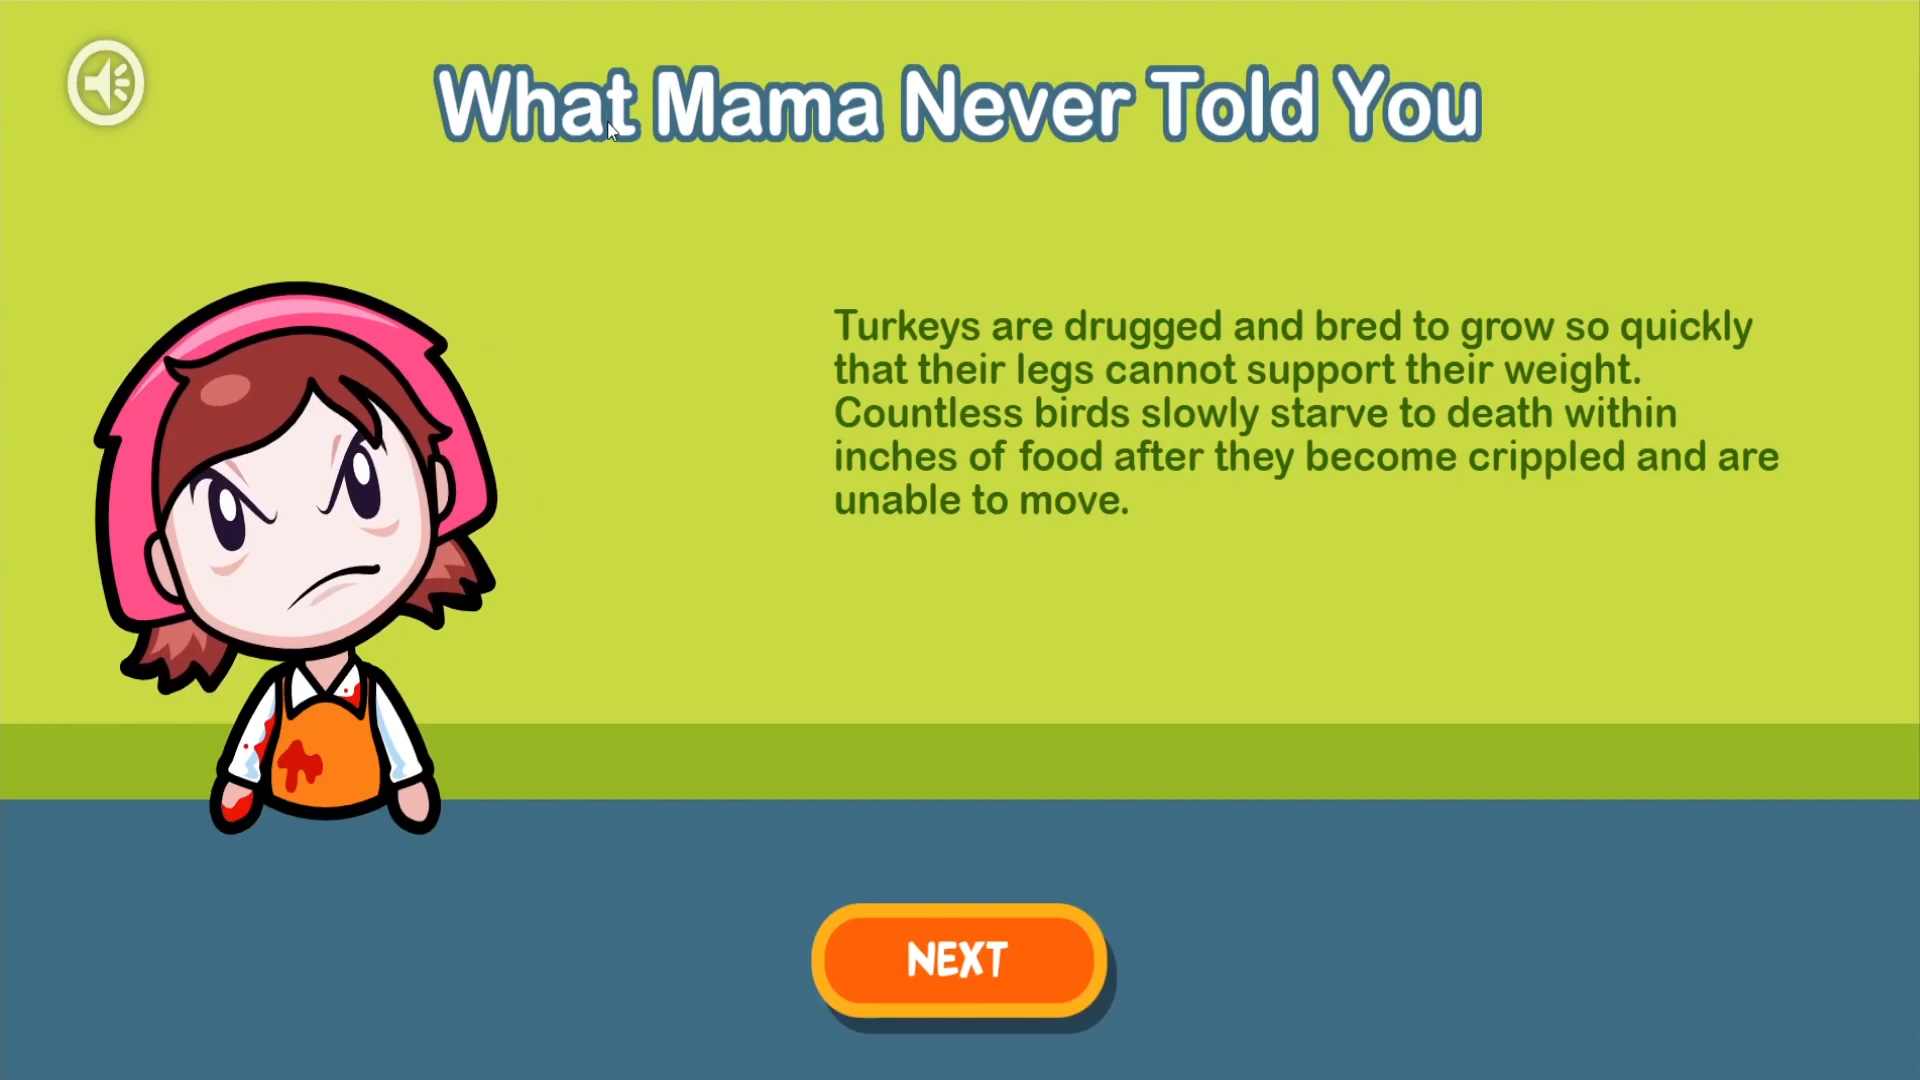 What Mama Never Told You
Turkeys are drugged and bred to grow so quickly
that their legs cannot support their weight.
Countless birds slowly starve to death within
inches of food after they become crippled and are
unable to move.
NEXT